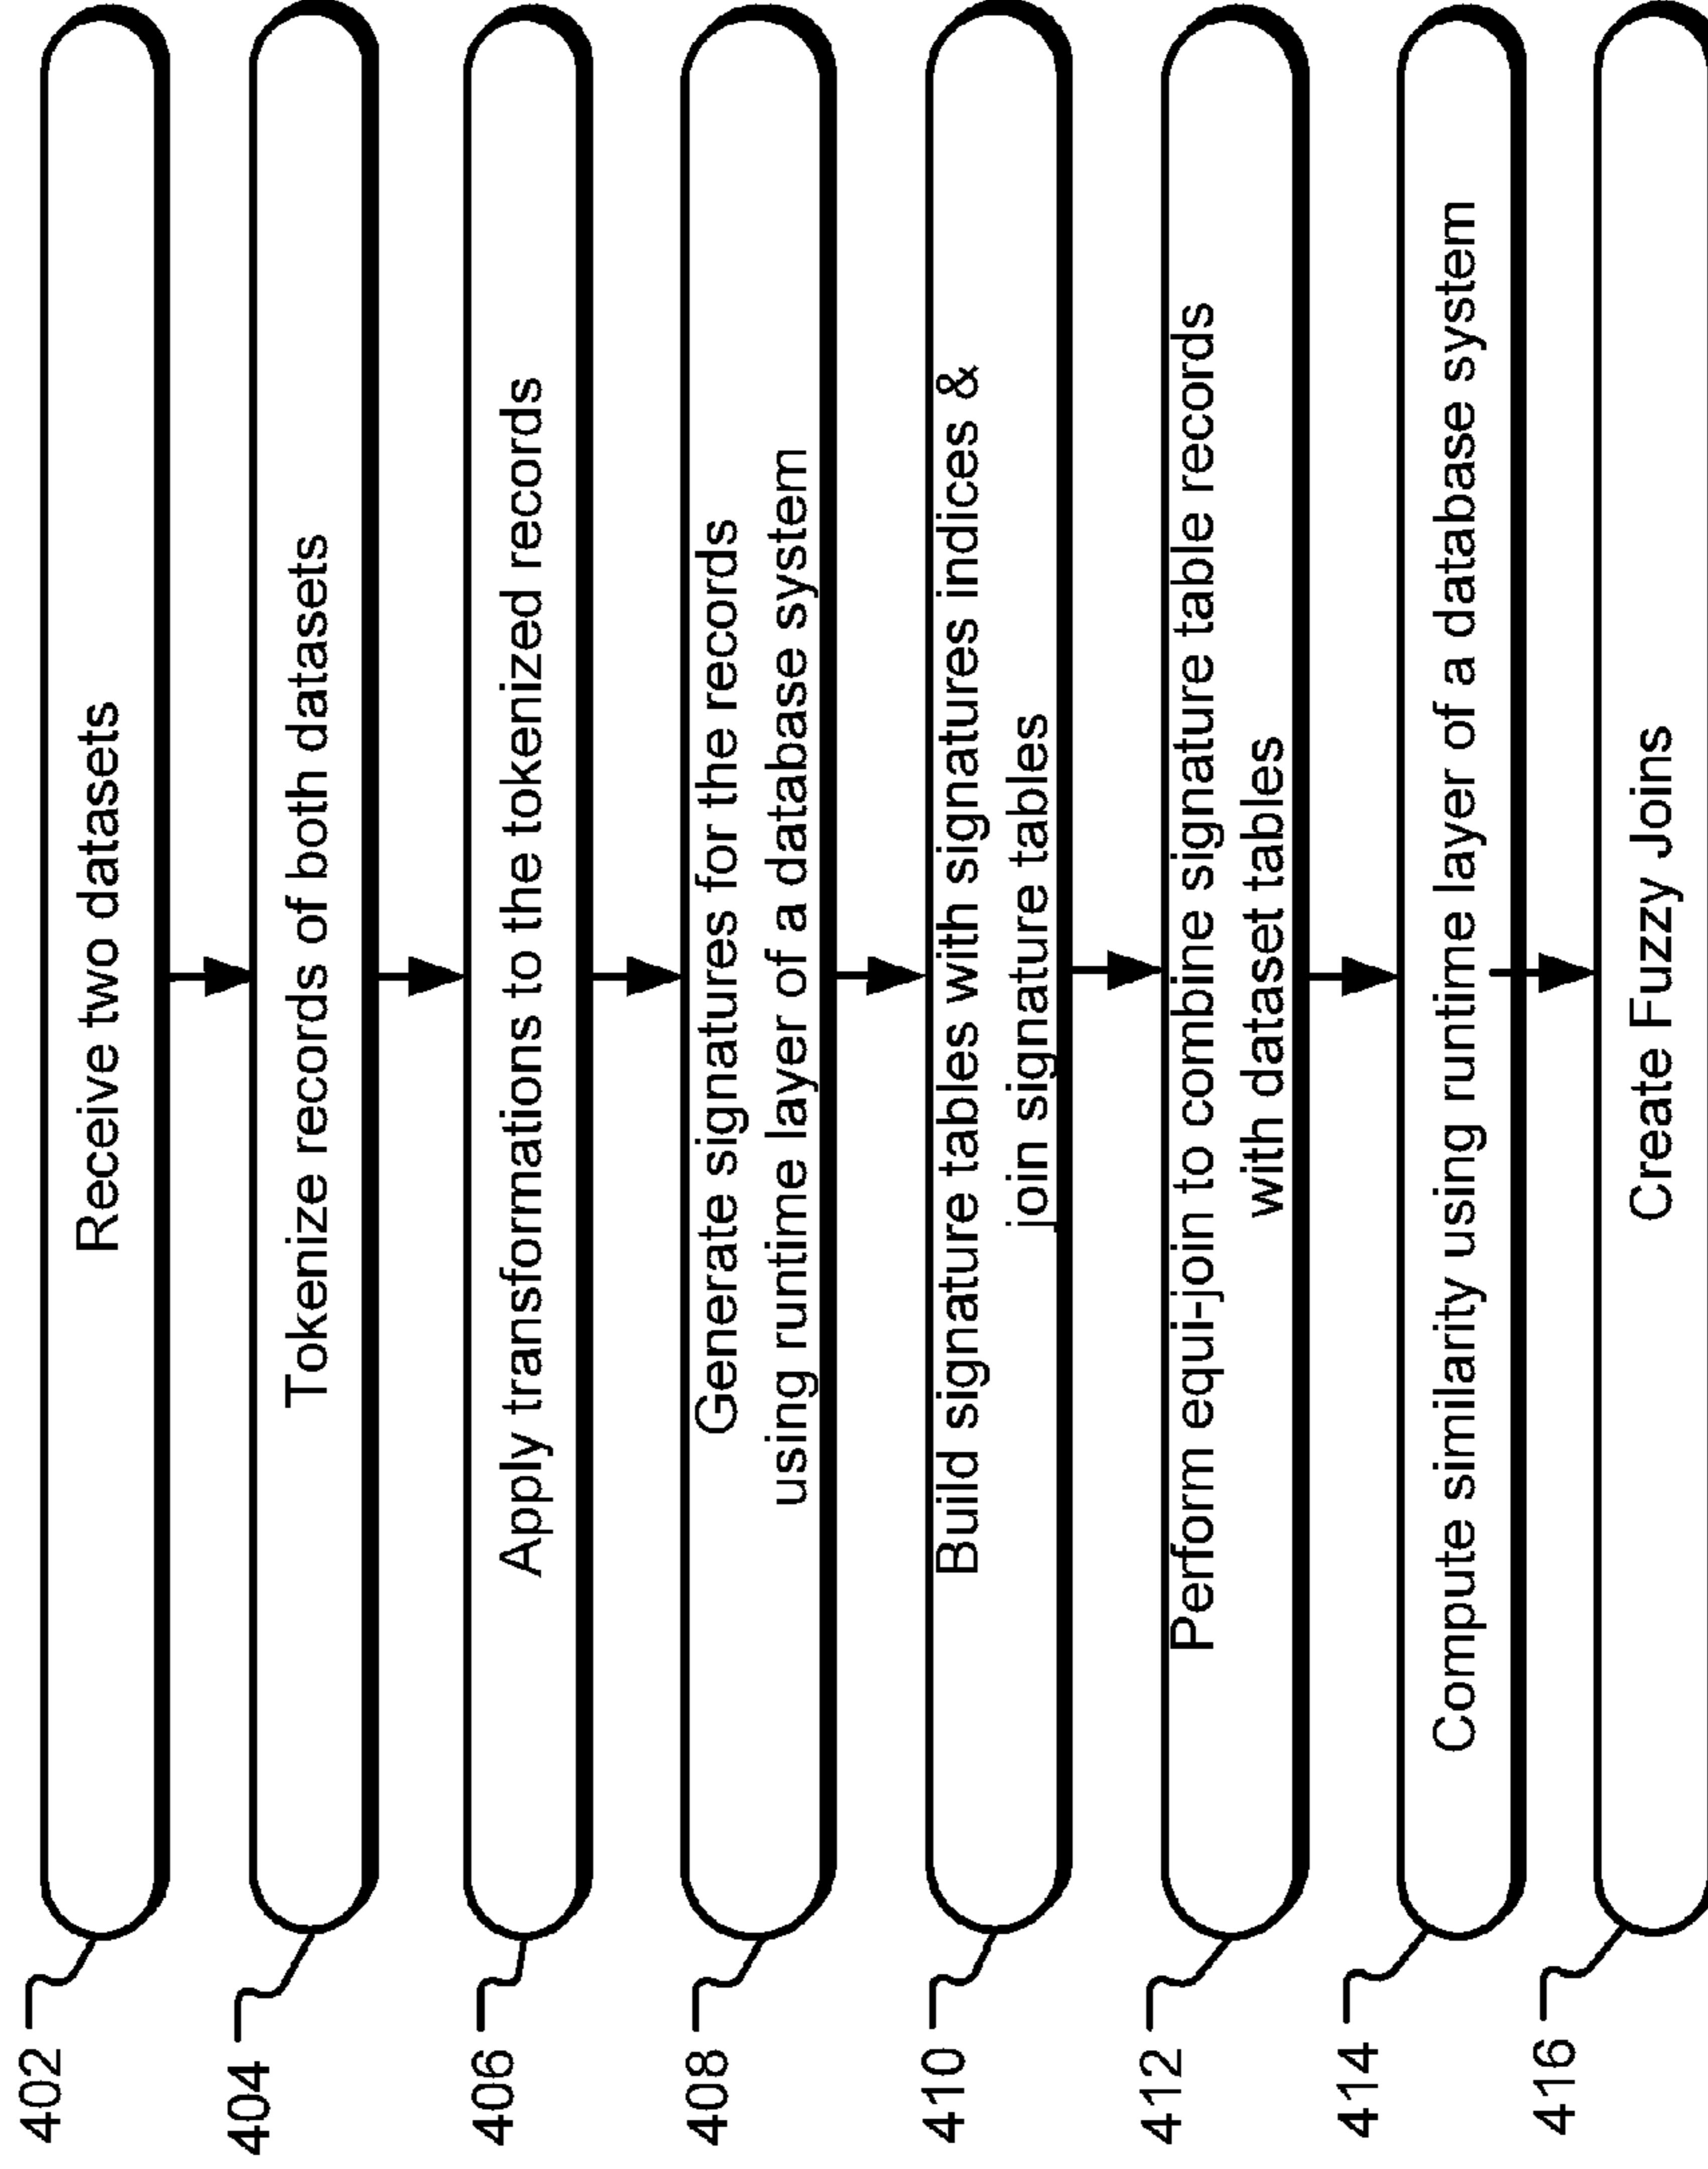 402
Receive two datasets
404
Tokenize records of both datasets
406
Apply transformations to the tokenized records
408
Generate signatures for the records
using runtime layer of a database system
410
Build signature tables with signatures indices &
join signature tables
412
Perform equi-join to combine signature table records
with dataset tables
414
Compute similarity using runtime layer of a database system
416
Create Fuzzy Joins